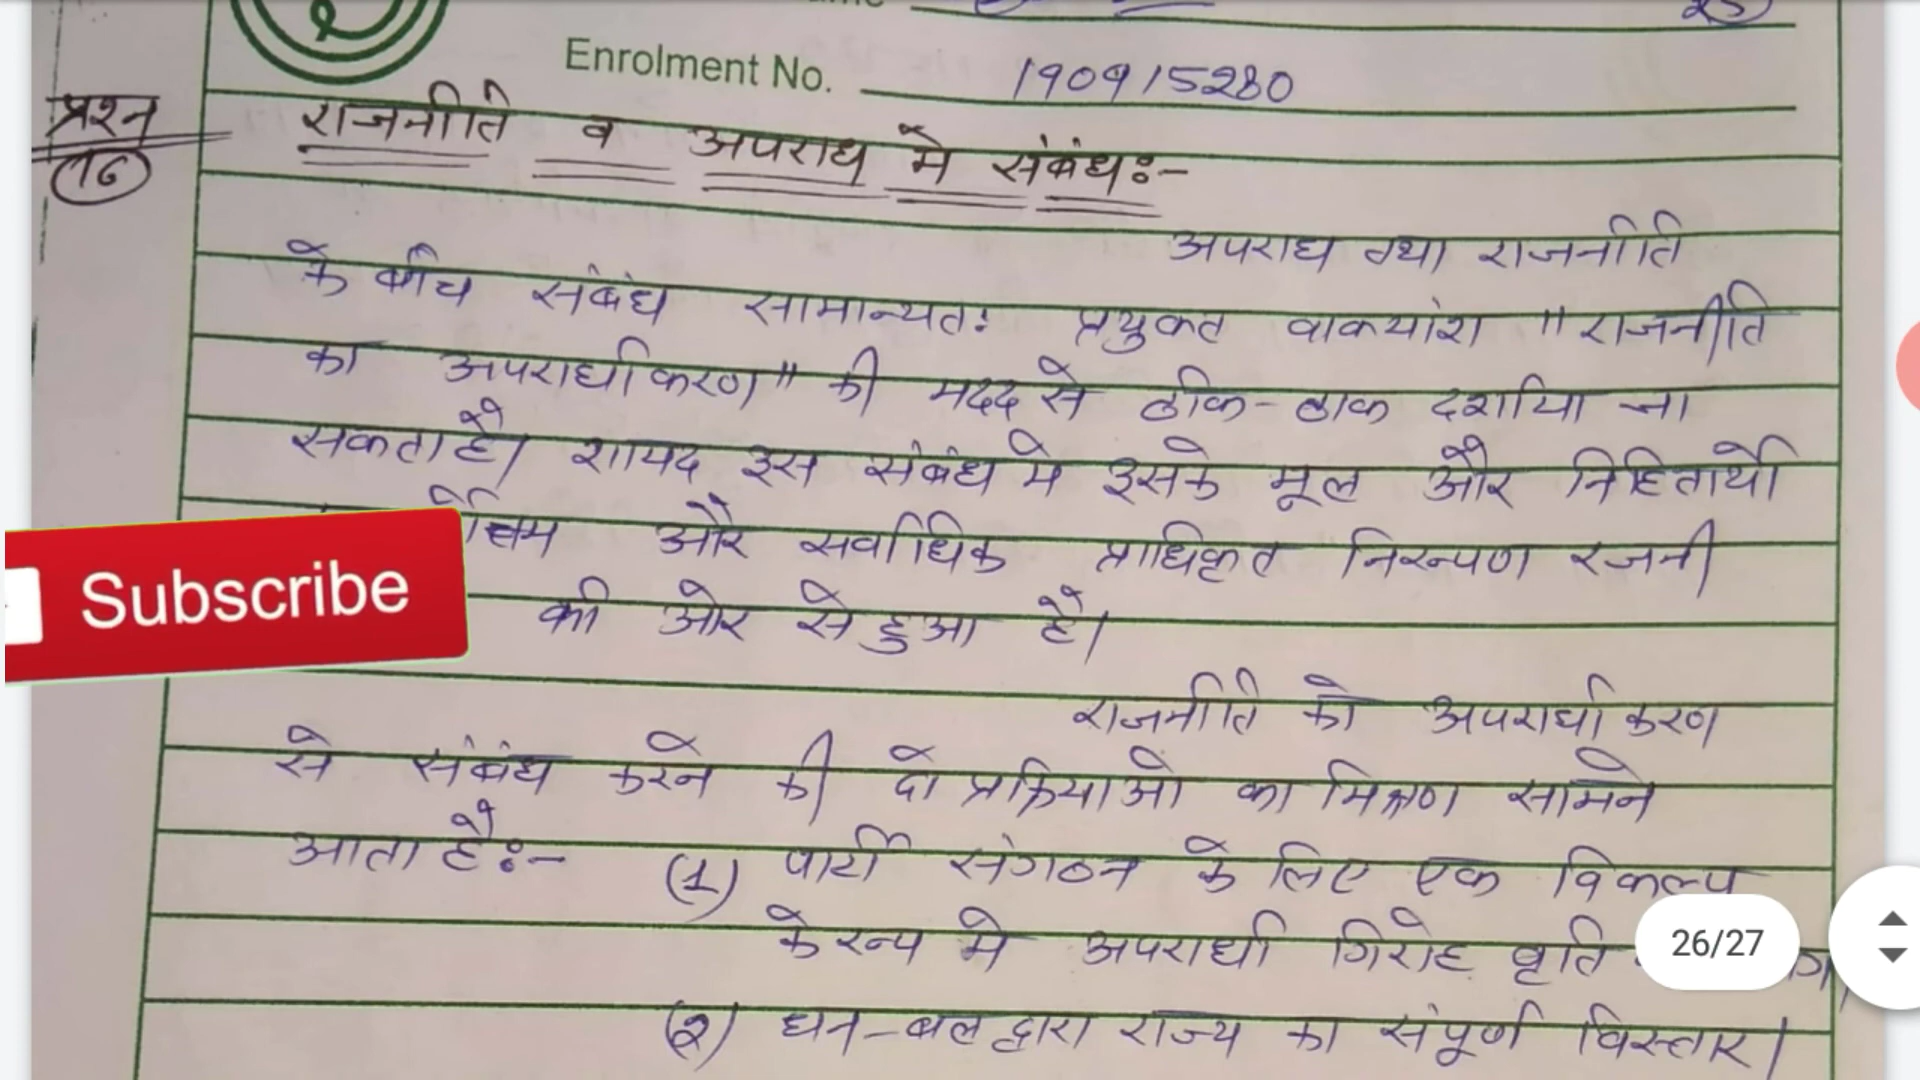 Enrolment No. 190915280
प्रश्न
16
राजनीति व अपराध मे संबंधः-
अपराध तथा राजनीति
के बीच संबंध सामान्यतः प्रयुक्त वाक्यांश "राजनीति
का अपराधीकरण" की मदद से ठीक-ठाक दर्शाया जा
सकता है। शायद इस संबंध मे इसके मूल और निहितार्थो
और सर्वाधिक प्राधिकृत निरूपण रजनी
की ओर से हुआ है।
Subscribe
राजनीति को अपराधीकरण
से संबंध करने की दो प्रक्रियाओ का मिश्रण सामने
आता है:-
(1) पार्टी संगठन के लिए एक विकल्प
के रूप मे अपराधी गिरोह वृति
26/27
(2) धन-बल द्वारा राज्य का संपूर्ण विस्तार।